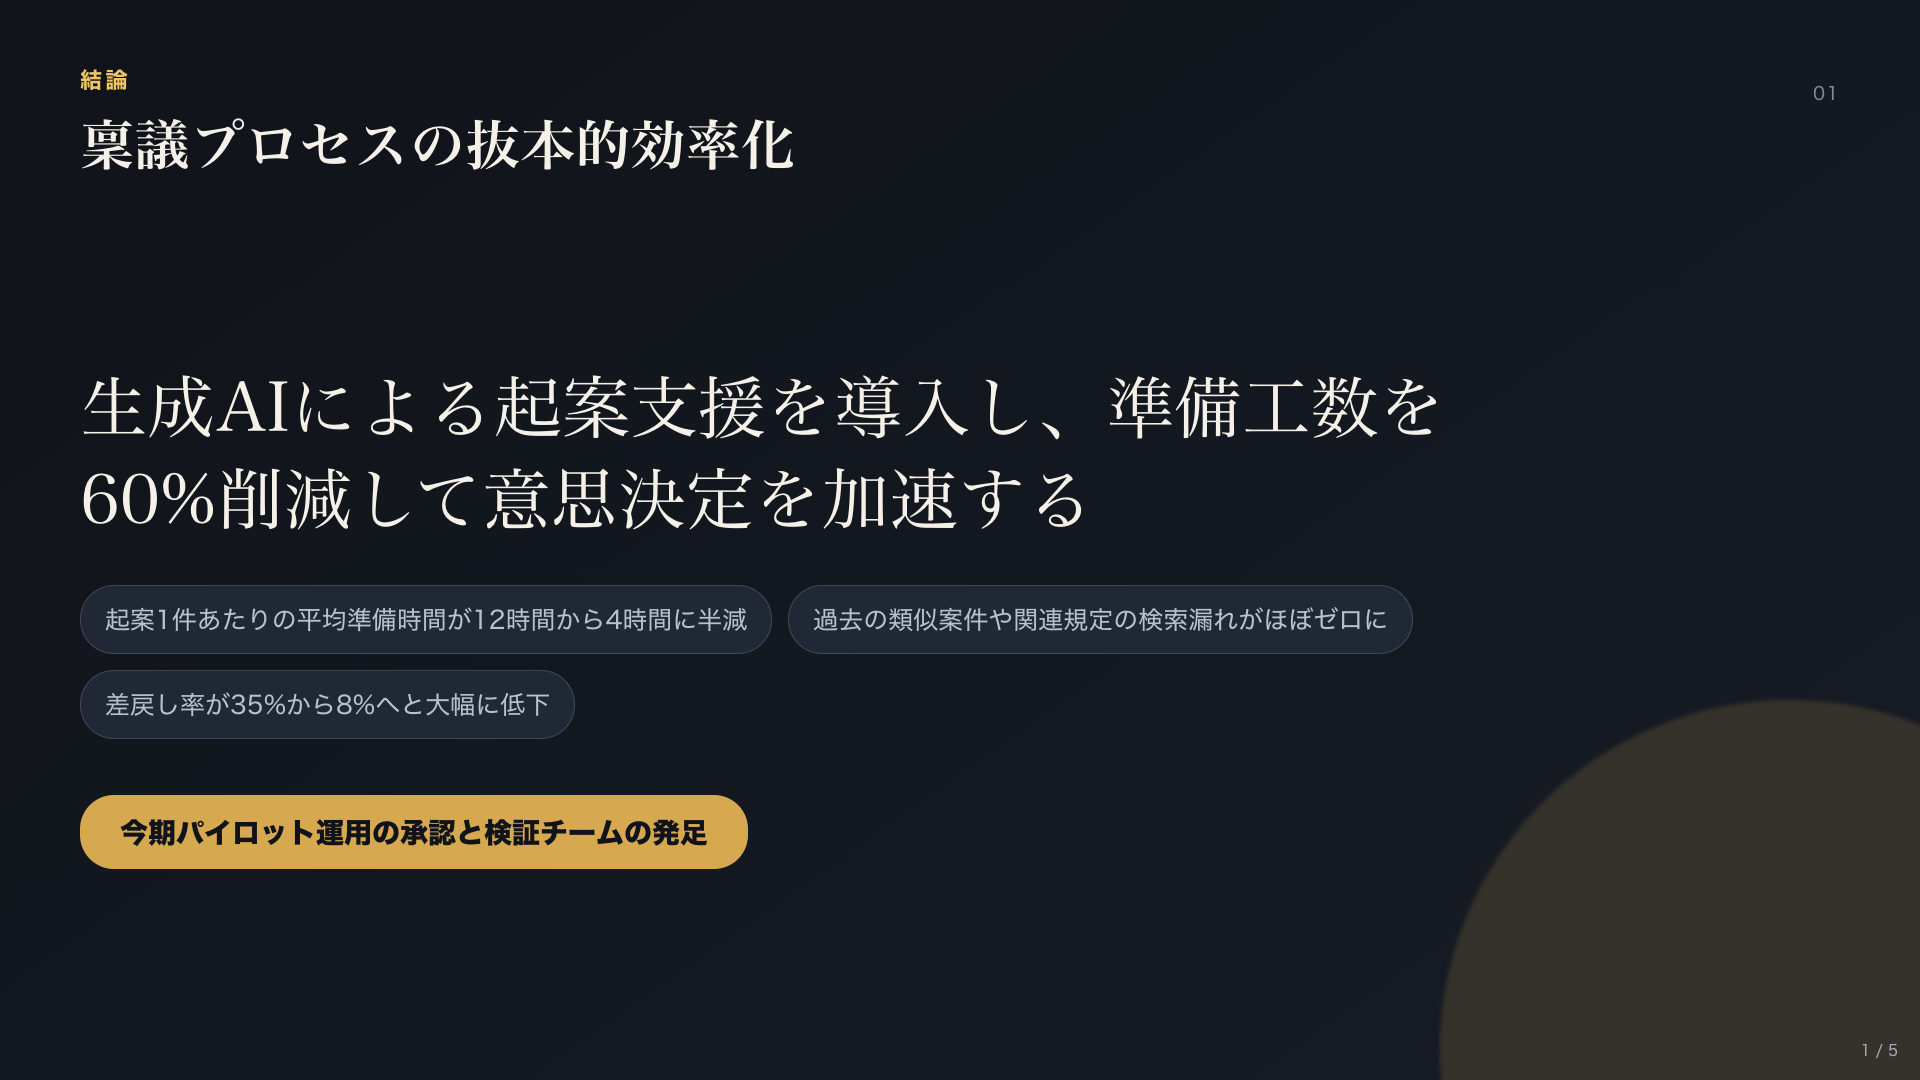 結論
稟議プロセスの抜本的効率化
01
生成AIによる起案支援を導入し、準備工数を
60%削減して意思決定を加速する
起案1件あたりの平均準備時間が12時間から4時間に半減
過去の類似案件や関連規定の検索漏れがほぼゼロに
差戻し率が35%から8%へと大幅に低下
今期パイロット運用の承認と検証チームの発足
1 / 5